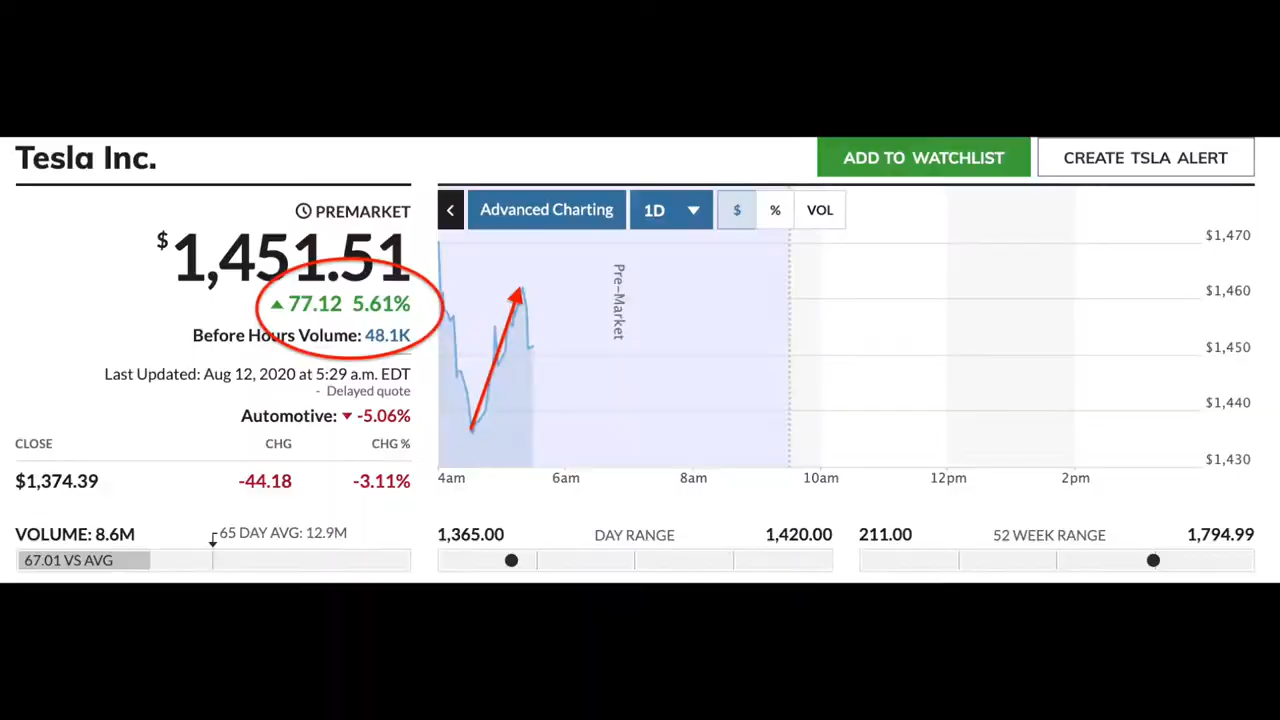 Tesla Inc.
ADD TO WATCHLIST
CREATE TSLA ALERT
PREMARKET
$1,451.51
77.12 5.61%
Before Hours Volume: 48.1K
Last Updated: Aug 12, 2020 at 5:29 a.m. EDT
- Delayed quote
Automotive: -5.06%
CLOSE CHG CHG %
$1,374.39 -44.18 -3.11%
VOLUME: 8.6M
65 DAY AVG: 12.9M
67.01 VS AVG
Advanced Charting
1D
$
%
VOL
Pre-Market
$1,470
$1,460
$1,450
$1,440
$1,430
4am 6am 8am 10am 12pm 2pm
1,365.00 DAY RANGE 1,420.00
211.00 52 WEEK RANGE 1,794.99